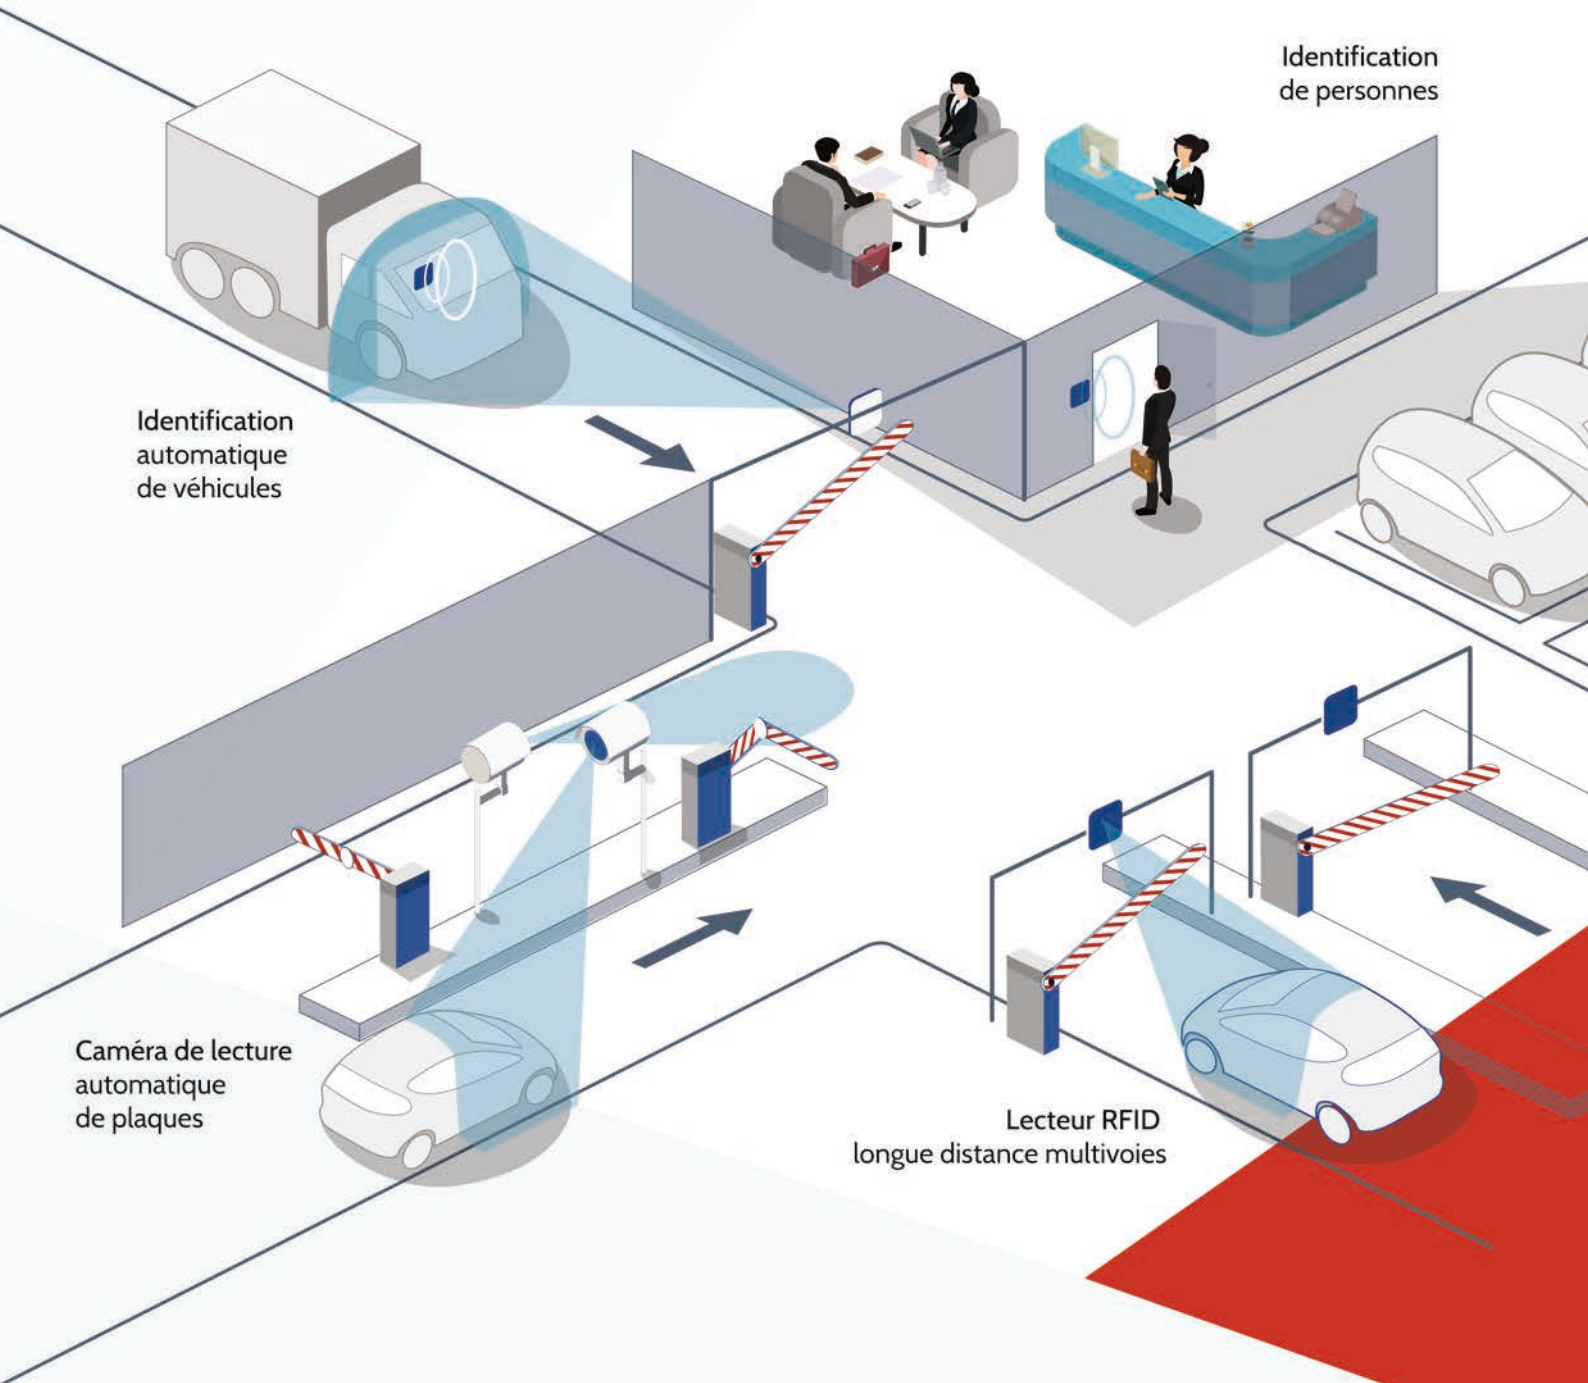 Identification
de personnes
Identification
automatique
de véhicules
Caméra de lecture
automatique
de plaques
Lecteur RFID
longue distance multivoies